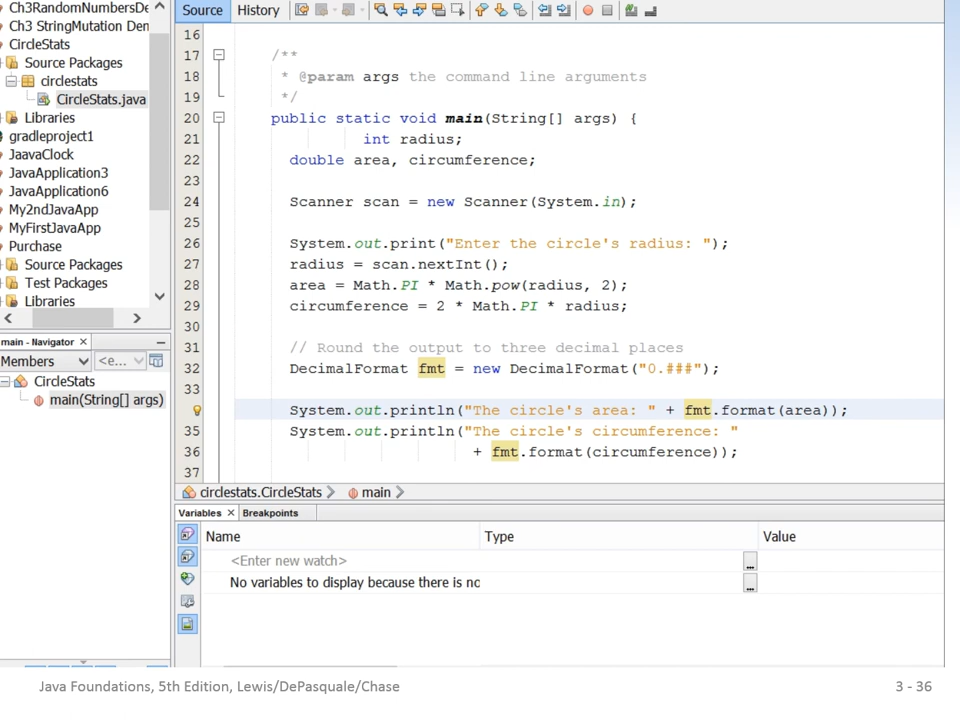 Ch3RandomNumbersDe
Ch3 StringMutation Den
CircleStats
Source Packages
circlestats
CircleStats.java
Libraries
gradleproject1
JaavaClock
JavaApplication3
JavaApplication6
My2ndJavaApp
MyFirstJavaApp
Purchase
Source Packages
Test Packages
Libraries
main - Navigator
Members <e...
CircleStats
main(String[] args)
Source History
16
17 /**
18 * @param args the command line arguments
19 */
20 public static void main(String[] args) {
21 int radius;
22 double area, circumference;
23
24 Scanner scan = new Scanner(System.in);
25
26 System.out.print("Enter the circle's radius: ");
27 radius = scan.nextInt();
28 area = Math.PI * Math.pow(radius, 2);
29 circumference = 2 * Math.PI * radius;
30
31 // Round the output to three decimal places
32 DecimalFormat fmt = new DecimalFormat("0.###");
33
System.out.println("The circle's area: " + fmt.format(area));
35 System.out.println("The circle's circumference: "
36 + fmt.format(circumference));
37
circlestats.CircleStats main
Variables Breakpoints
Name Type Value
<Enter new watch> ...
No variables to display because there is no ...
Java Foundations, 5th Edition, Lewis/DePasquale/Chase 3 - 36